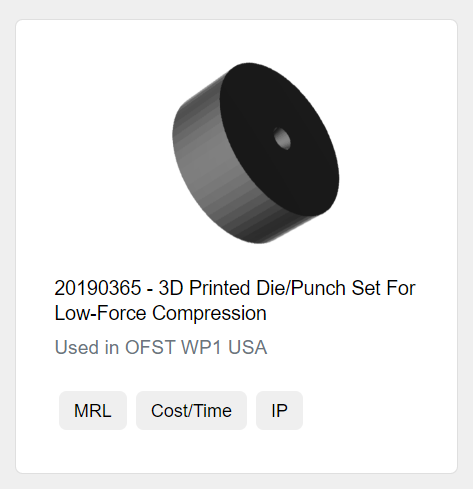 20190365 - 3D Printed Die/Punch Set For
Low-Force Compression
Used in OFST WP1 USA
MRL
Cost/Time
IP